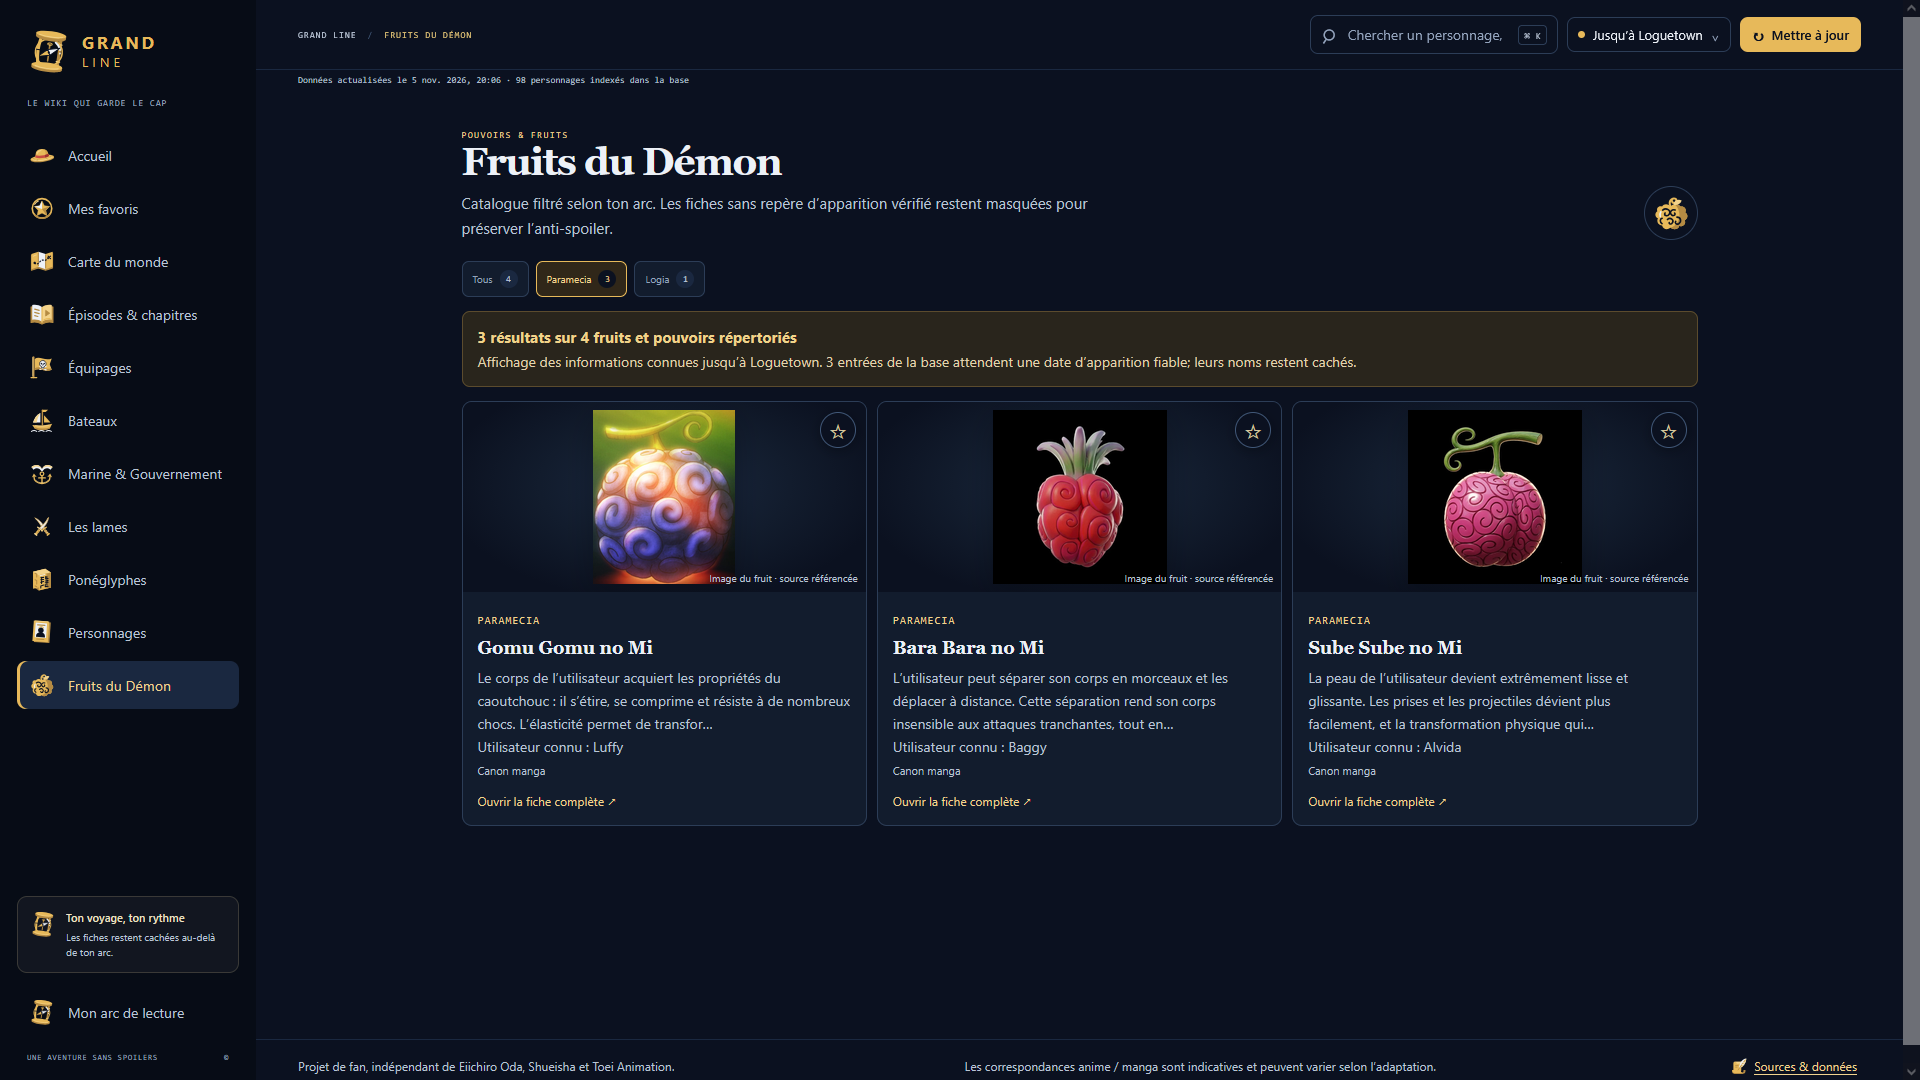 GRAND
LINE
LE WIKI QUI GARDE LE CAP
Accueil
Mes favoris
Carte du monde
Épisodes & chapitres
Équipages
Bateaux
Marine & Gouvernement
Les lames
Ponéglyphes
Personnages
Fruits du Démon
Ton voyage, ton rythme
Les fiches restent cachées au-delà
de ton arc.
Mon arc de lecture
UNE AVENTURE SANS SPOILERS ©
GRAND LINE / FRUITS DU DÉMON
Chercher un personnage, ⌘ K
Jusqu’à Loguetown
↻ Mettre à jour
Données actualisées le 5 nov. 2026, 20:06 · 98 personnages indexés dans la base
POUVOIRS & FRUITS
Fruits du Démon
Catalogue filtré selon ton arc. Les fiches sans repère d’apparition vérifié restent masquées pour
préserver l’anti-spoiler.
Tous 4
Paramecia 3
Logia 1
3 résultats sur 4 fruits et pouvoirs répertoriés
Affichage des informations connues jusqu’à Loguetown. 3 entrées de la base attendent une date d’apparition fiable; leurs noms restent cachés.
Image du fruit · source référencée
PARAMECIA
Gomu Gomu no Mi
Le corps de l’utilisateur acquiert les propriétés du
caoutchouc : il s’étire, se comprime et résiste à de nombreux
chocs. L’élasticité permet de transfor…
Utilisateur connu : Luffy
Canon manga
Ouvrir la fiche complète ↗
Image du fruit · source référencée
PARAMECIA
Bara Bara no Mi
L’utilisateur peut séparer son corps en morceaux et les
déplacer à distance. Cette séparation rend son corps
insensible aux attaques tranchantes, tout en…
Utilisateur connu : Baggy
Canon manga
Ouvrir la fiche complète ↗
Image du fruit · source référencée
PARAMECIA
Sube Sube no Mi
La peau de l’utilisateur devient extrêmement lisse et
glissante. Les prises et les projectiles dévient plus
facilement, et la transformation physique qui…
Utilisateur connu : Alvida
Canon manga
Ouvrir la fiche complète ↗
Projet de fan, indépendant de Eiichiro Oda, Shueisha et Toei Animation.
Les correspondances anime / manga sont indicatives et peuvent varier selon l’adaptation.
Sources & données